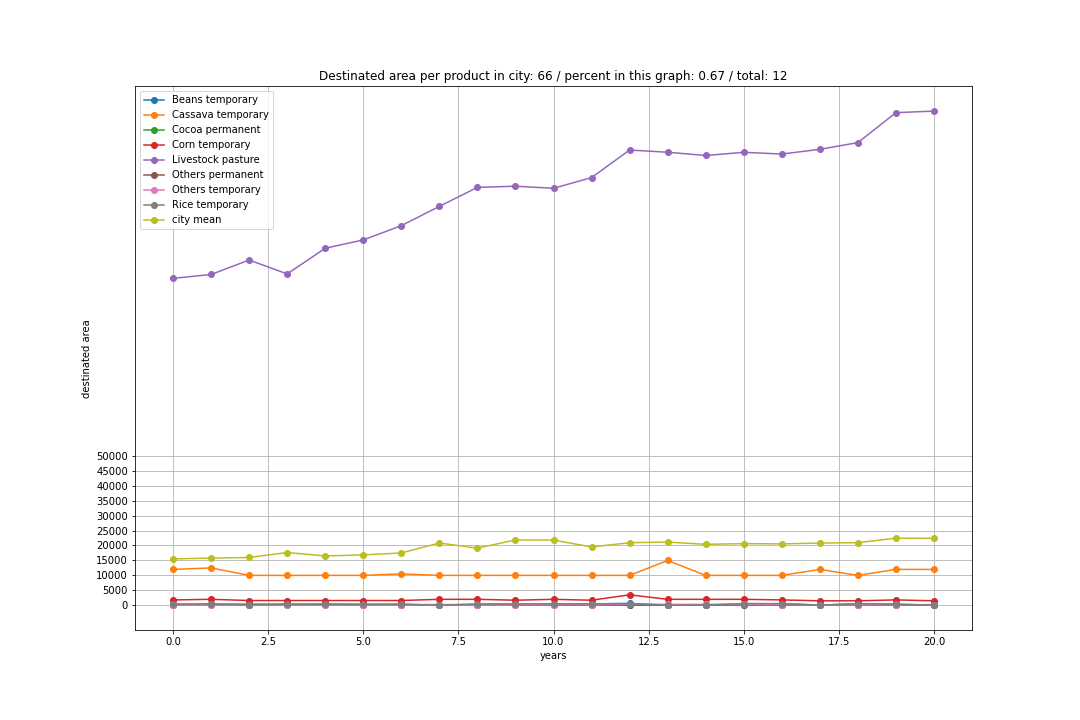 Destinated area per product in city: 66 / percent in this graph: 0.67 / total: 12
Beans temporary
Cassava temporary
Cocoa permanent
Corn temporary
Livestock pasture
Others permanent
Others temporary
Rice temporary
city mean
destinated area
50000
45000
40000
35000
30000
25000
20000
15000
10000
5000
0
0.0 2.5 5.0 7.5 10.0 12.5 15.0 17.5 20.0
years